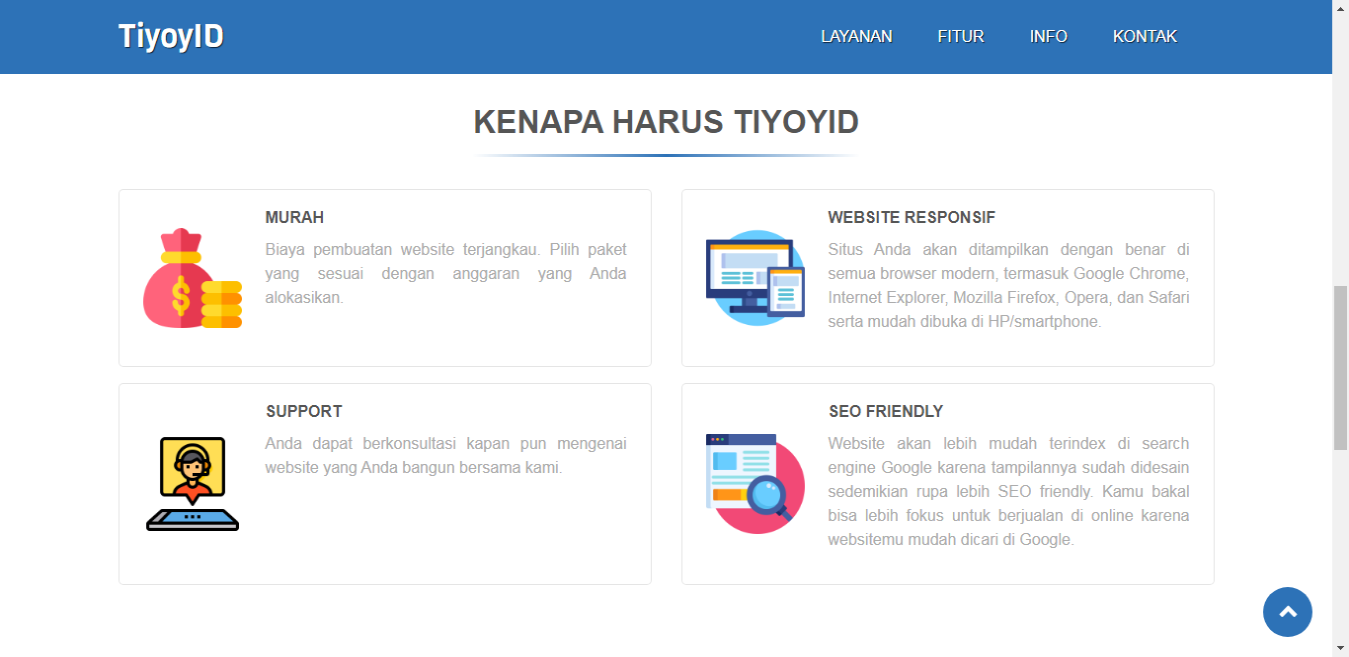 TiyoyID
LAYANAN FITUR INFO KONTAK
KENAPA HARUS TIYOYID
MURAH
Biaya pembuatan website terjangkau. Pilih paket
yang sesuai dengan anggaran yang Anda
alokasikan.
WEBSITE RESPONSIF
Situs Anda akan ditampilkan dengan benar di
semua browser modern, termasuk Google Chrome,
Internet Explorer, Mozilla Firefox, Opera, dan Safari
serta mudah dibuka di HP/smartphone.
SUPPORT
Anda dapat berkonsultasi kapan pun mengenai
website yang Anda bangun bersama kami.
SEO FRIENDLY
Website akan lebih mudah terindex di search
engine Google karena tampilannya sudah didesain
sedemikian rupa lebih SEO friendly. Kamu bakal
bisa lebih fokus untuk berjualan di online karena
websitemu mudah dicari di Google.